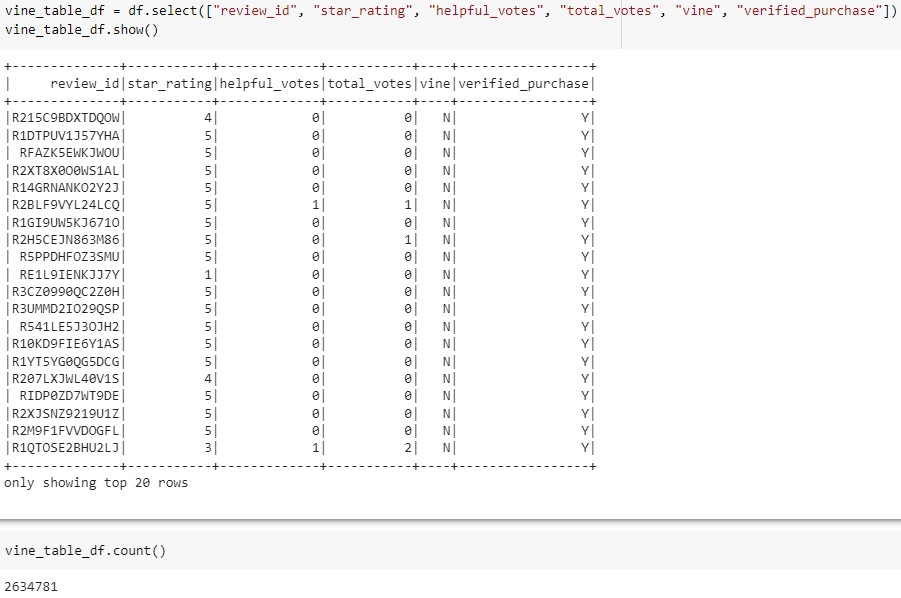 vine_table_df = df.select(["review_id", "star_rating", "helpful_votes", "total_votes", "vine", "verified_purchase"])
vine_table_df.show()
+--------------+-----------+-------------+-----------+----+-----------------+
|     review_id|star_rating|helpful_votes|total_votes|vine|verified_purchase|
+--------------+-----------+-------------+-----------+----+-----------------+
|R215C9BDXTDQOW|          4|            0|          0|   N|                Y|
|R1DTPUV1J57YHA|          5|            0|          0|   N|                Y|
| RFAZK5EWKJWOU|          5|            0|          0|   N|                Y|
|R2XT8X0O0WS1AL|          5|            0|          0|   N|                Y|
|R14GRNANKO2Y2J|          5|            0|          0|   N|                Y|
|R2BLF9VYL24LCQ|          5|            1|          1|   N|                Y|
|R1GI9UW5KJ671O|          5|            0|          0|   N|                Y|
|R2H5CEJN863M86|          5|            0|          1|   N|                Y|
| R5PPDHFOZ3SMU|          5|            0|          0|   N|                Y|
| RE1L9IENKJJ7Y|          1|            0|          0|   N|                Y|
|R3CZ0990QC2Z0H|          5|            0|          0|   N|                Y|
|R3UMMD2IO29QSP|          5|            0|          0|   N|                Y|
| R541LE5J3OJH2|          5|            0|          0|   N|                Y|
|R10KD9FIE6Y1AS|          5|            0|          0|   N|                Y|
|R1YT5YG0QG5DCG|          5|            0|          0|   N|                Y|
|R207LXJWL40V1S|          4|            0|          0|   N|                Y|
| RIDP0ZD7WT9DE|          5|            0|          0|   N|                Y|
|R2XJSNZ9219U1Z|          5|            0|          0|   N|                Y|
|R2M9F1FVVDOGFL|          5|            0|          0|   N|                Y|
|R1QTOSE2BHU2LJ|          3|            1|          2|   N|                Y|
+--------------+-----------+-------------+-----------+----+-----------------+
only showing top 20 rows
vine_table_df.count()
2634781